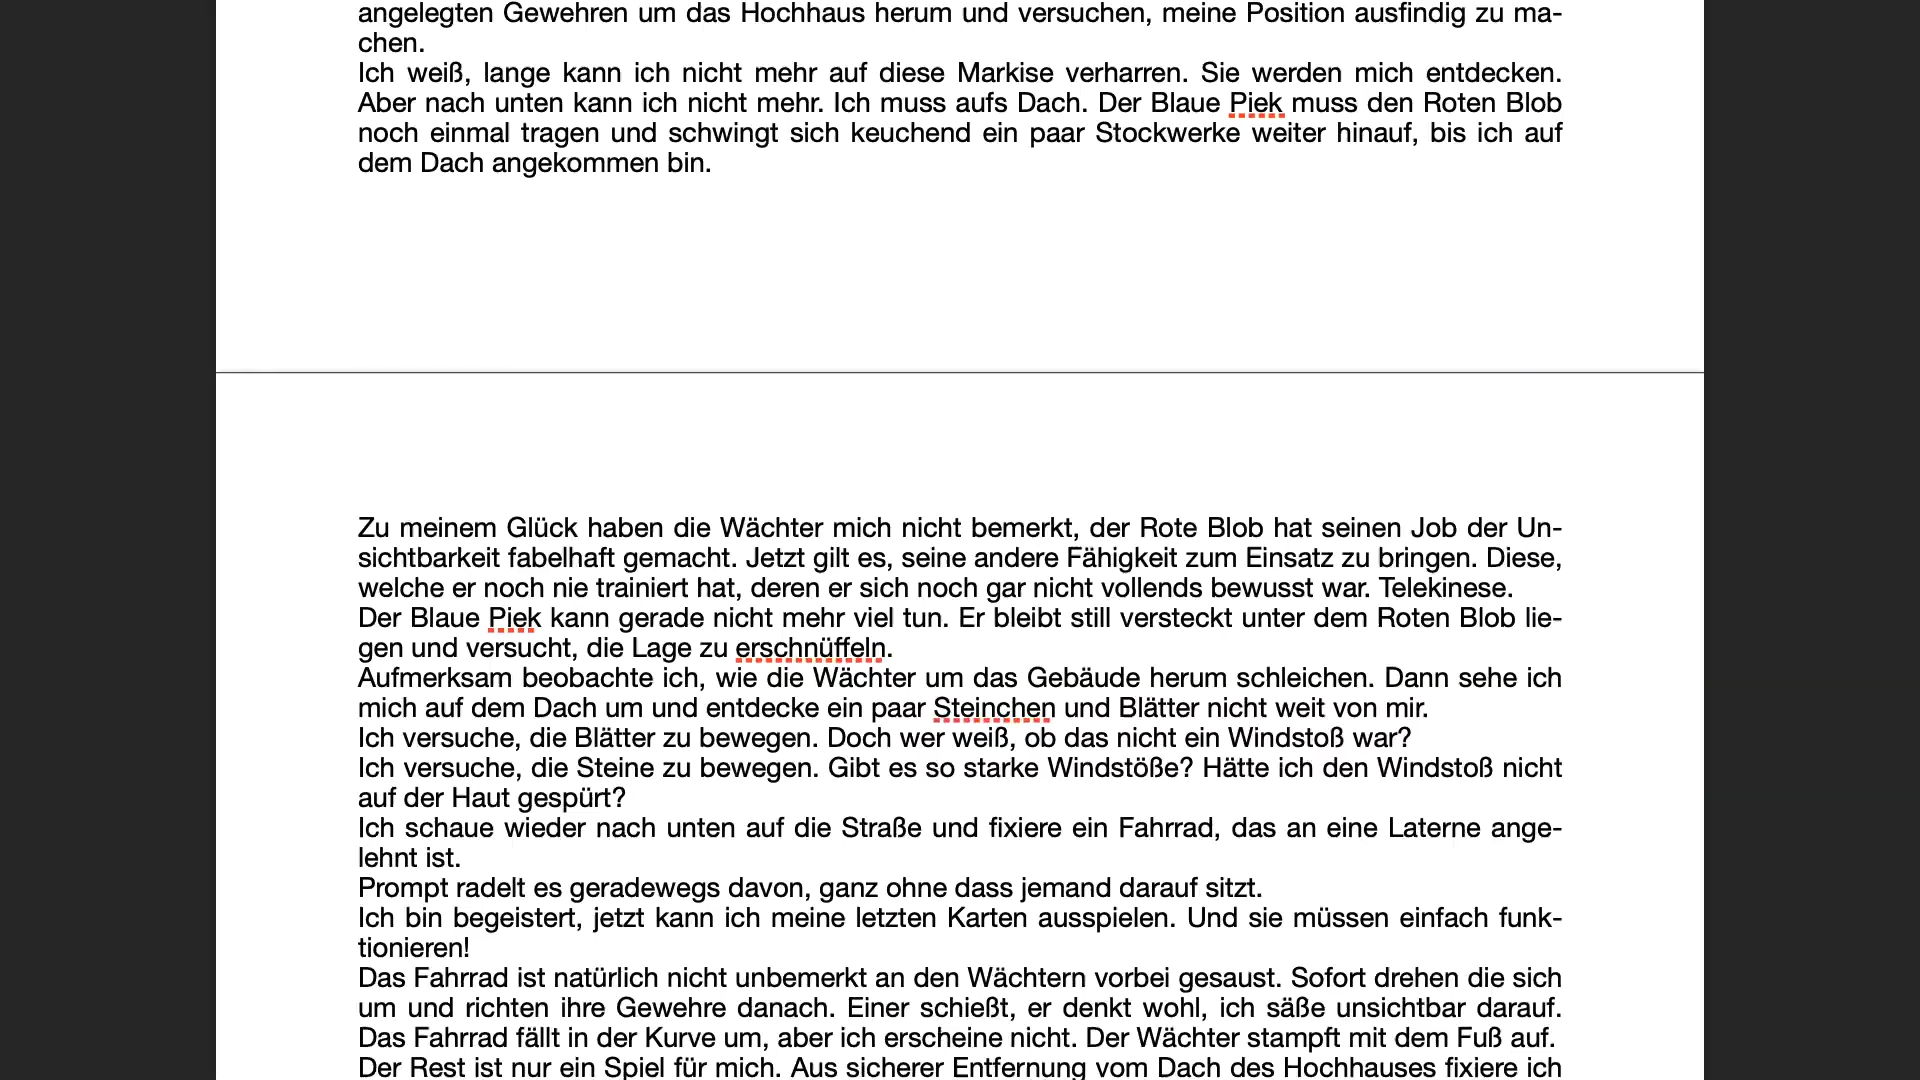 angelegten Gewehren um das Hochhaus herum und versuchen, meine Position ausfindig zu ma-
chen.
Ich weiß, lange kann ich nicht mehr auf diese Markise verharren. Sie werden mich entdecken.
Aber nach unten kann ich nicht mehr. Ich muss aufs Dach. Der Blaue Piek muss den Roten Blob
noch einmal tragen und schwingt sich keuchend ein paar Stockwerke weiter hinauf, bis ich auf
dem Dach angekommen bin.
Zu meinem Glück haben die Wächter mich nicht bemerkt, der Rote Blob hat seinen Job der Un-
sichtbarkeit fabelhaft gemacht. Jetzt gilt es, seine andere Fähigkeit zum Einsatz zu bringen. Diese,
welche er noch nie trainiert hat, deren er sich noch gar nicht vollends bewusst war. Telekinese.
Der Blaue Piek kann gerade nicht mehr viel tun. Er bleibt still versteckt unter dem Roten Blob lie-
gen und versucht, die Lage zu erschnüffeln.
Aufmerksam beobachte ich, wie die Wächter um das Gebäude herum schleichen. Dann sehe ich
mich auf dem Dach um und entdecke ein paar Steinchen und Blätter nicht weit von mir.
Ich versuche, die Blätter zu bewegen. Doch wer weiß, ob das nicht ein Windstoß war?
Ich versuche, die Steine zu bewegen. Gibt es so starke Windstöße? Hätte ich den Windstoß nicht
auf der Haut gespürt?
Ich schaue wieder nach unten auf die Straße und fixiere ein Fahrrad, das an eine Laterne ange-
lehnt ist.
Prompt radelt es geradewegs davon, ganz ohne dass jemand darauf sitzt.
Ich bin begeistert, jetzt kann ich meine letzten Karten ausspielen. Und sie müssen einfach funk-
tionieren!
Das Fahrrad ist natürlich nicht unbemerkt an den Wächtern vorbei gesaust. Sofort drehen die sich
um und richten ihre Gewehre danach. Einer schießt, er denkt wohl, ich säße unsichtbar darauf.
Das Fahrrad fällt in der Kurve um, aber ich erscheine nicht. Der Wächter stampft mit dem Fuß auf.
Der Rest ist nur ein Spiel für mich. Aus sicherer Entfernung vom Dach des Hochhauses fixiere ich